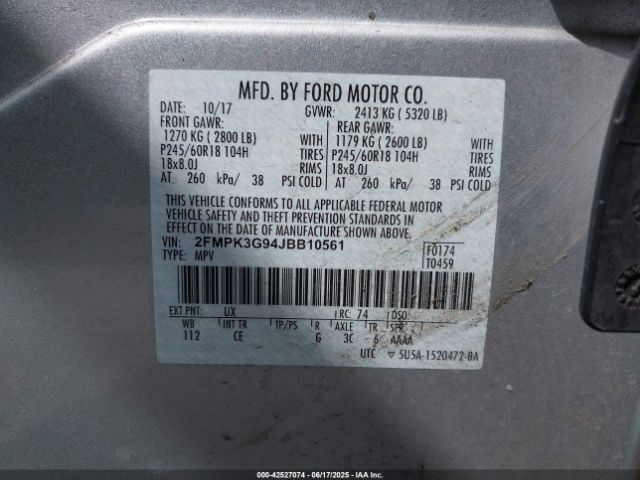 MFD. BY FORD MOTOR CO.
DATE: 10/17 GVWR: 2413 KG ( 5320 LB)
FRONT GAWR: REAR GAWR:
1270 KG ( 2800 LB) WITH 1179 KG ( 2600 LB) WITH
P245/60R18 104H TIRES P245/60R18 104H TIRES
18x8.0J RIMS 18x8.0J RIMS
AT 260 kPa/ 38 PSI COLD AT 260 kPa/ 38 PSI COLD
THIS VEHICLE CONFORMS TO ALL APPLICABLE FEDERAL MOTOR
VEHICLE SAFETY AND THEFT PREVENTION STANDARDS IN
EFFECT ON THE DATE OF MANUFACTURE SHOWN ABOVE.
VIN: 2FMPK3G94JBB10561 F0174
TYPE: MPV T0459
EXT PNT: UX RC: 74 DSO:
WB INT TR TP/PS R AXLE TR SPR
112 CE G 3C 6 AAAA
UTC ▽ 5U5A-1520472-BA
000-42527074 - 06/17/2025 - IAA Inc.